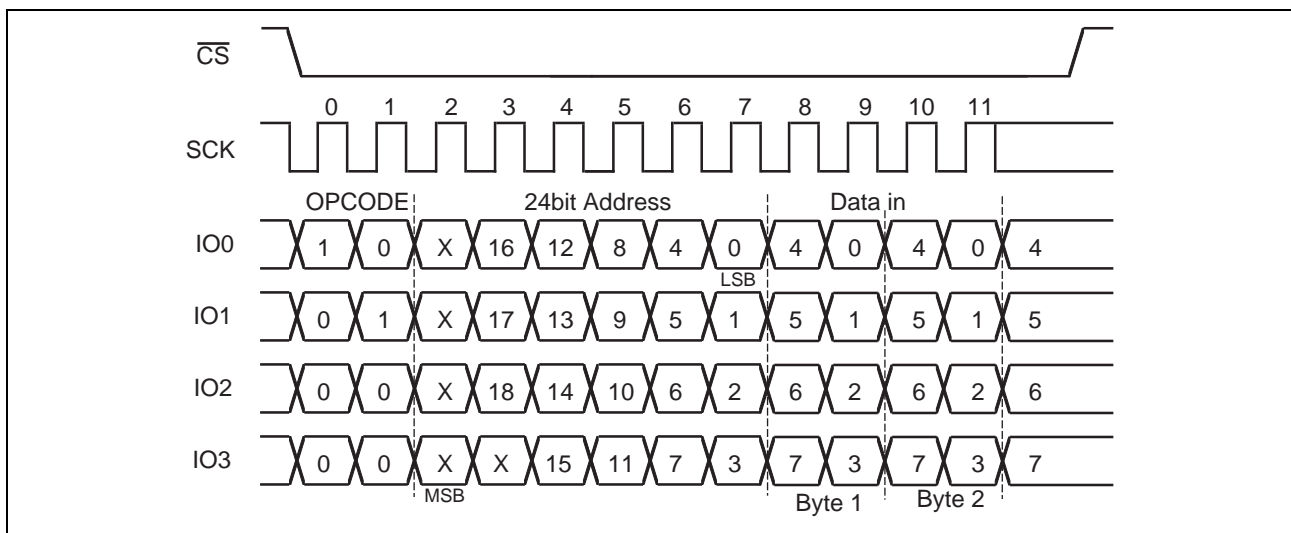 CS
0 1 2 3 4 5 6 7 8 9 10 11
SCK
OPCODE 24bit Address Data in
IO0 1 0 X 16 12 8 4 0 4 0 4 0 4
LSB
IO1 0 1 X 17 13 9 5 1 5 1 5 1 5
IO2 0 0 X 18 14 10 6 2 6 2 6 2 6
IO3 0 0 X X 15 11 7 3 7 3 7 3 7
MSB
Byte 1 Byte 2